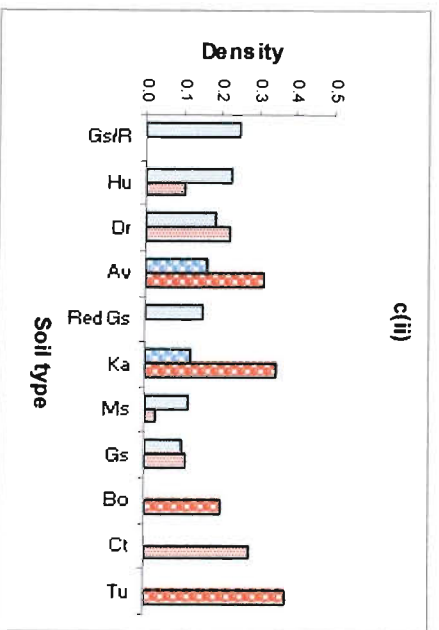 c(ii)
Density
0.0
0.1
0.2
0.3
0.4
0.5
Gs/R
Hu
Dr
Av
Red Gs
Ka
Ms
Gs
Bo
Ct
Tu
Soil type